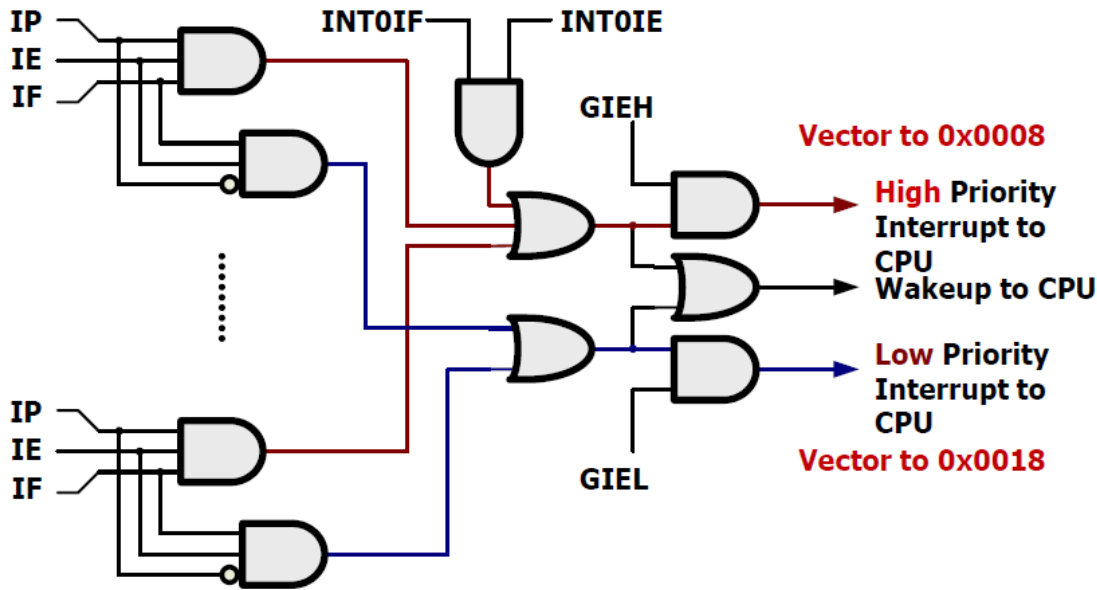 IP
IE
IF
INT0IF
INT0IE
GIEH
Vector to 0x0008
High Priority
Interrupt to
CPU
Wakeup to CPU
Low Priority
Interrupt to
CPU
Vector to 0x0018
GIEL
IP
IE
IF